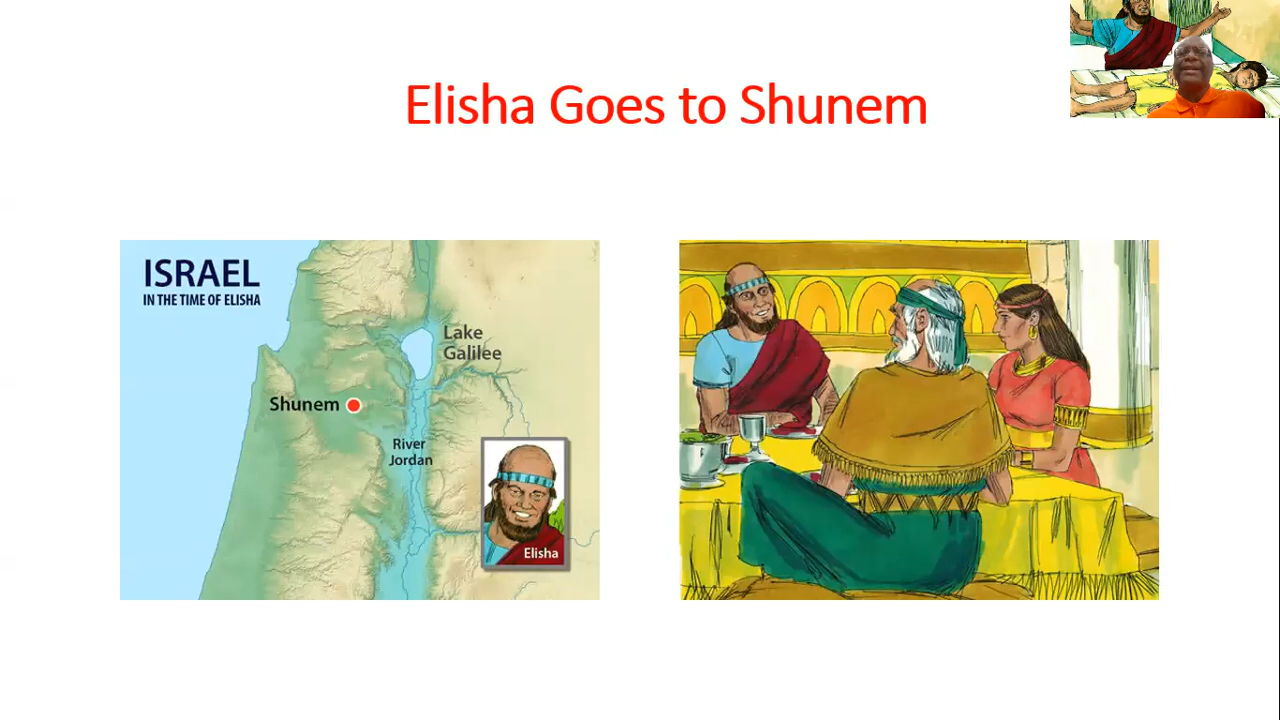 Elisha Goes to Shunem
ISRAEL
IN THE TIME OF ELISHA
Lake
Galilee
Shunem
River
Jordan
Elisha